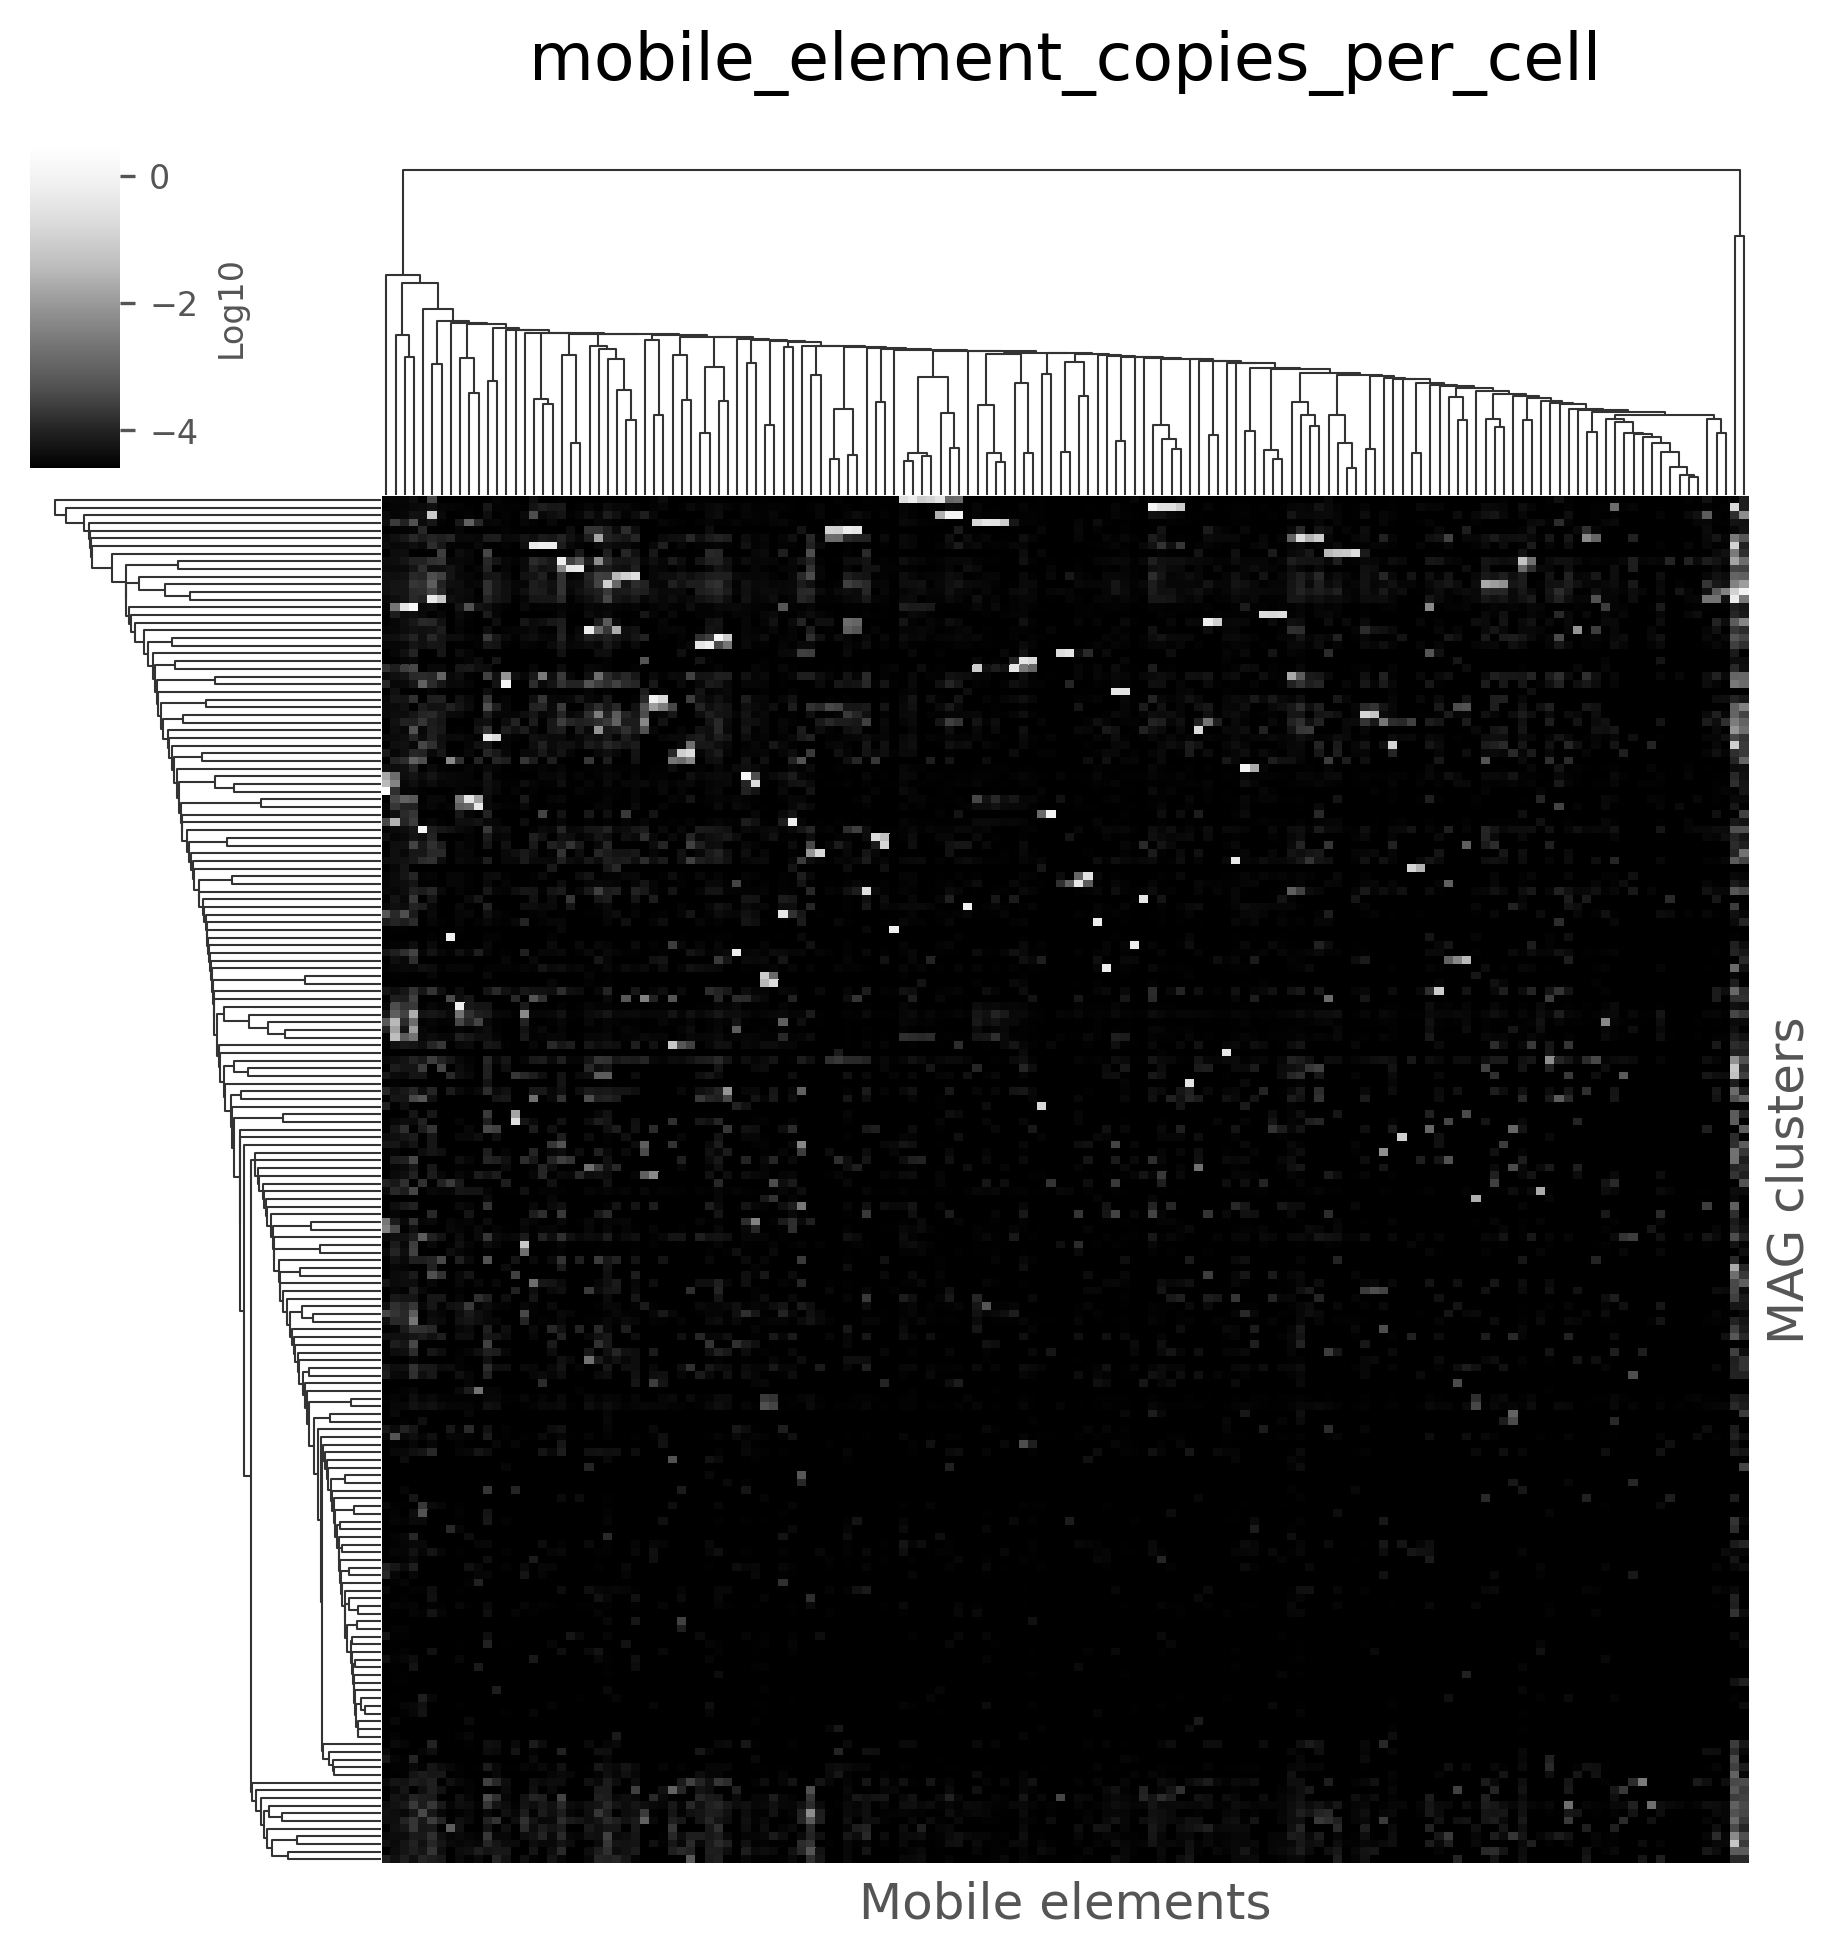 mobile_element_copies_per_cell
0
−2
−4
Log10
MAG clusters
Mobile elements